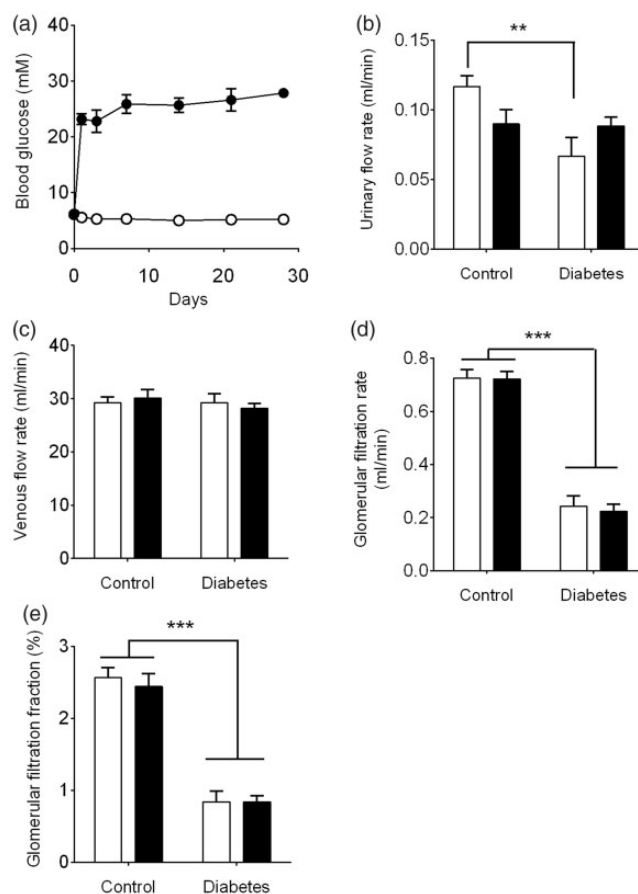 (a)
Blood glucose (mM)
40
30
20
10
0
0
10
20
30
Days
(b)
Urinary flow rate (ml/min)
0.15
0.10
0.05
0.00
**
Control
Diabetes
(c)
Venous flow rate (ml/min)
40
30
20
10
0
Control
Diabetes
(d)
Glomerular filtration rate
(ml/min)
0.8
0.6
0.4
0.2
0.0
***
Control
Diabetes
(e)
Glomerular filtration fraction (%)
3
2
1
0
***
Control
Diabetes